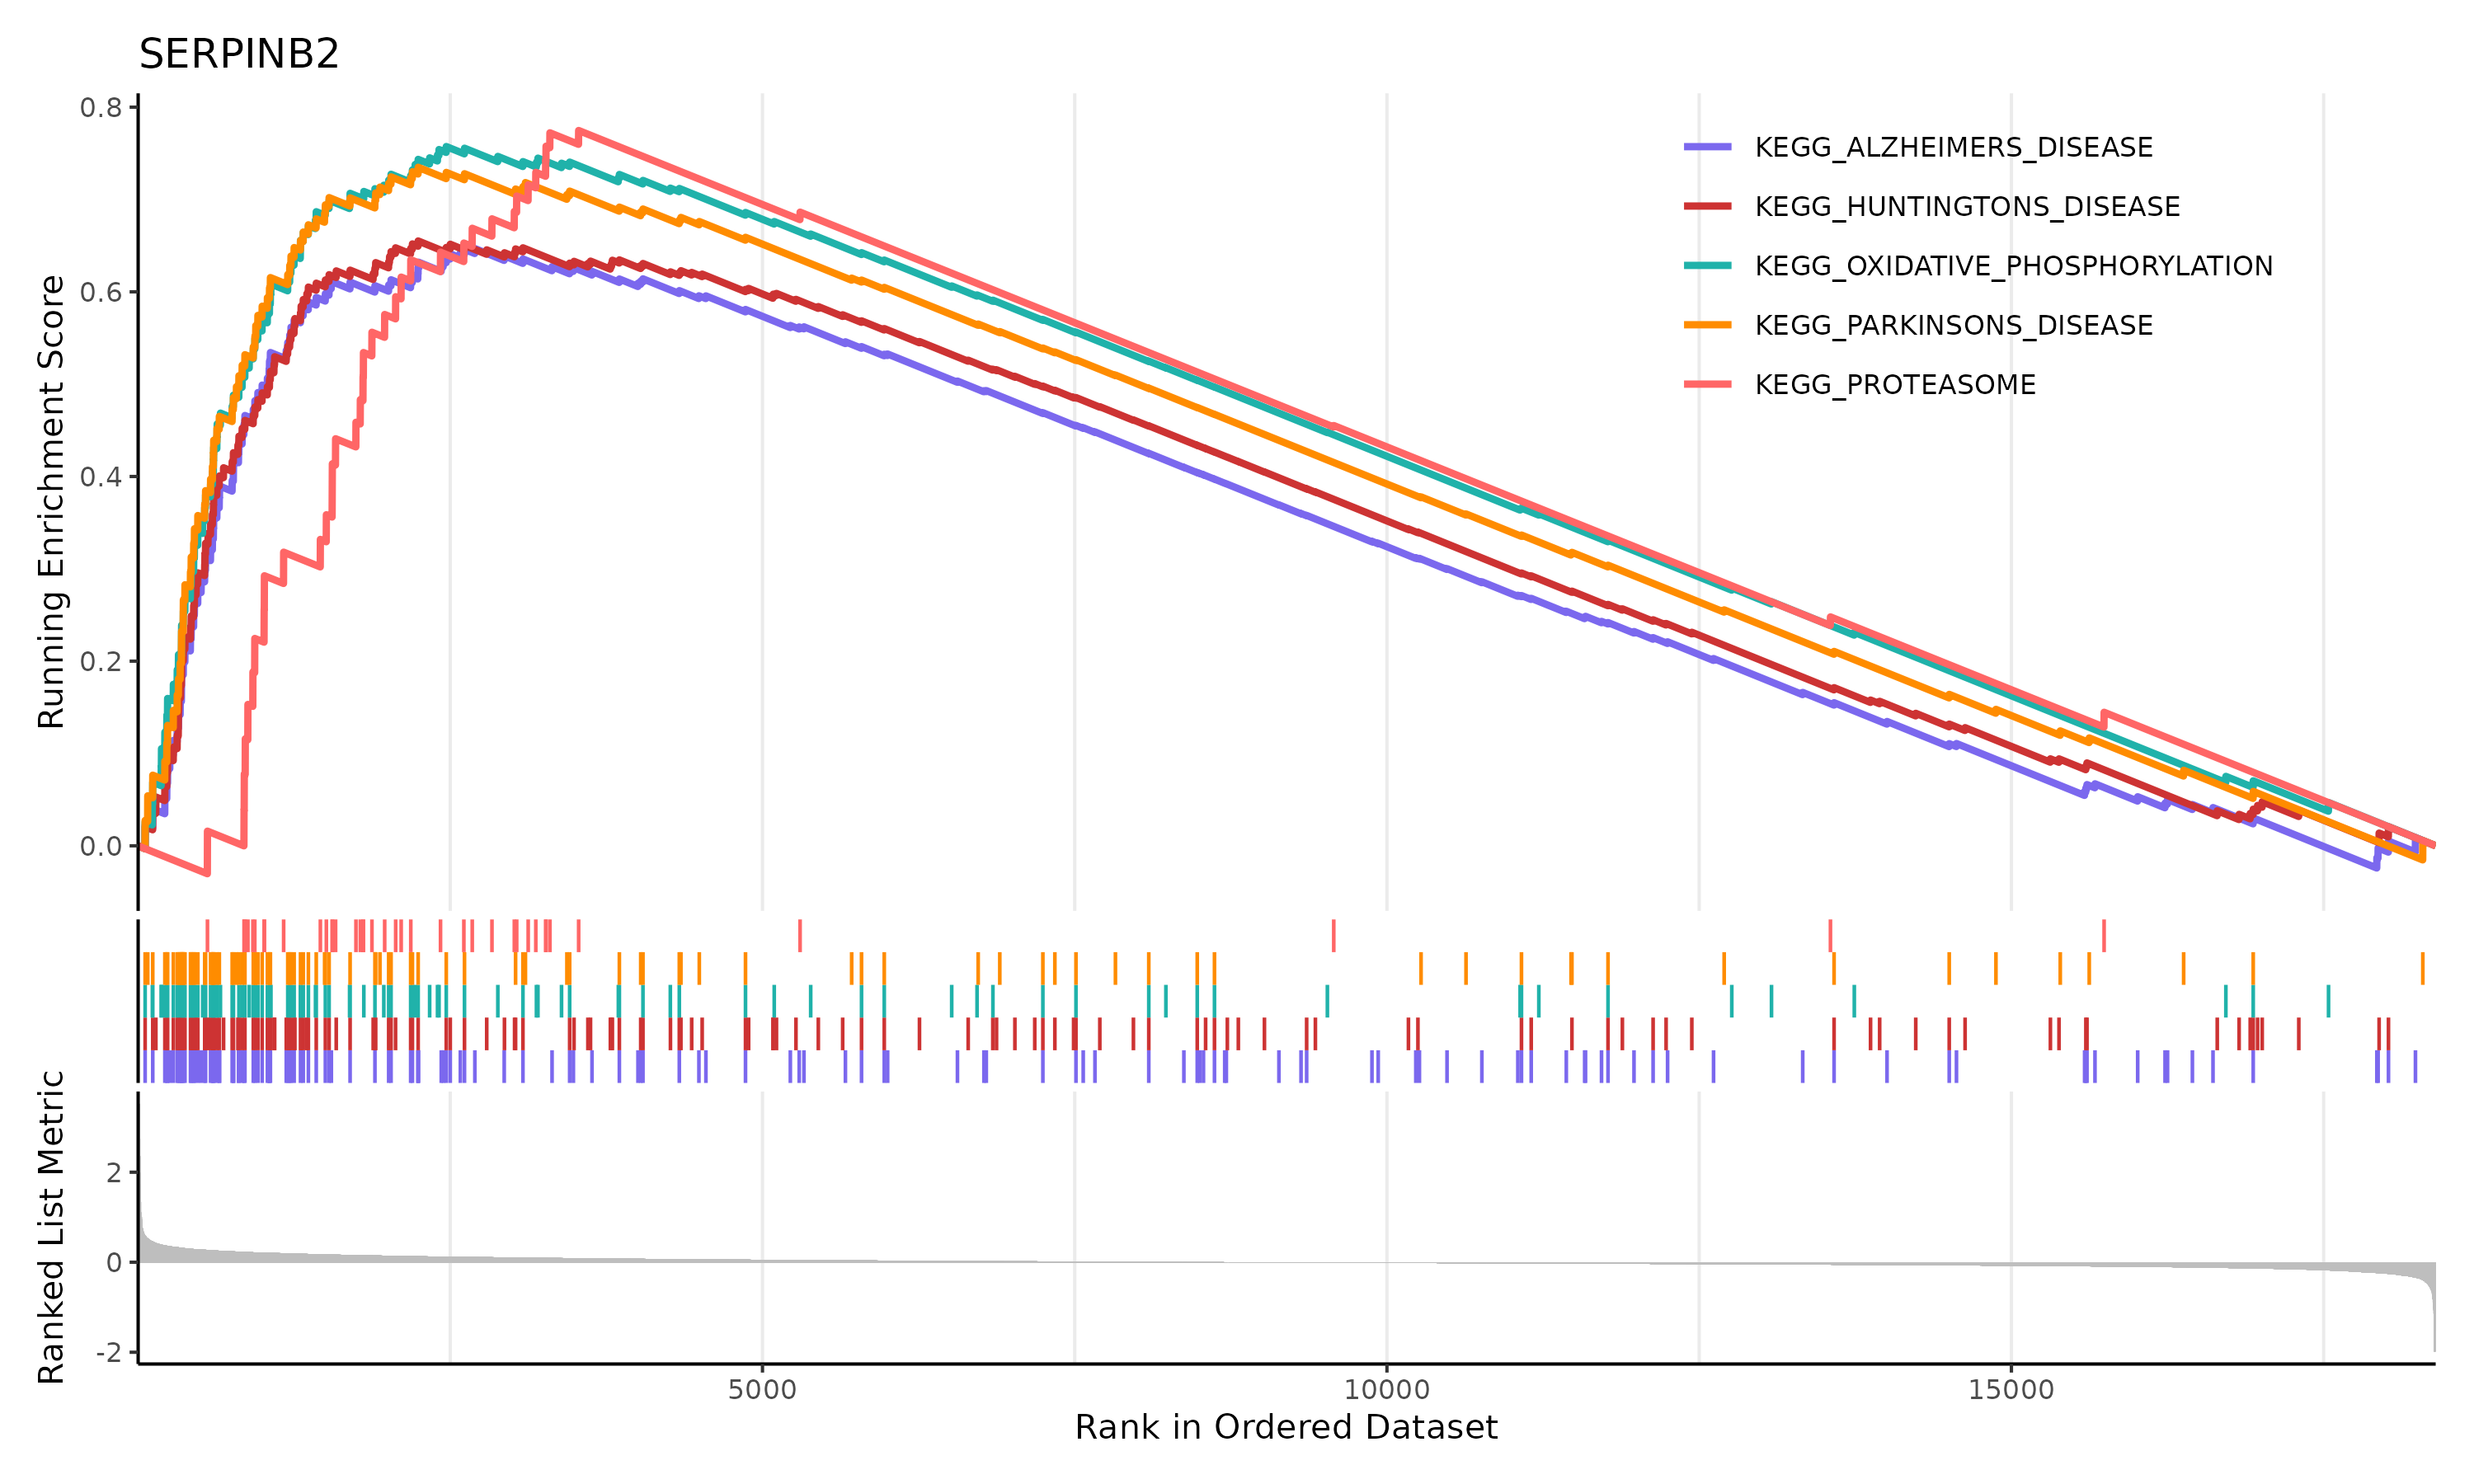 SERPINB2
Running Enrichment Score
0.8
0.6
0.4
0.2
0.0
KEGG_ALZHEIMERS_DISEASE
KEGG_HUNTINGTONS_DISEASE
KEGG_OXIDATIVE_PHOSPHORYLATION
KEGG_PARKINSONS_DISEASE
KEGG_PROTEASOME
Ranked List Metric
2
0
-2
5000
10000
15000
Rank in Ordered Dataset